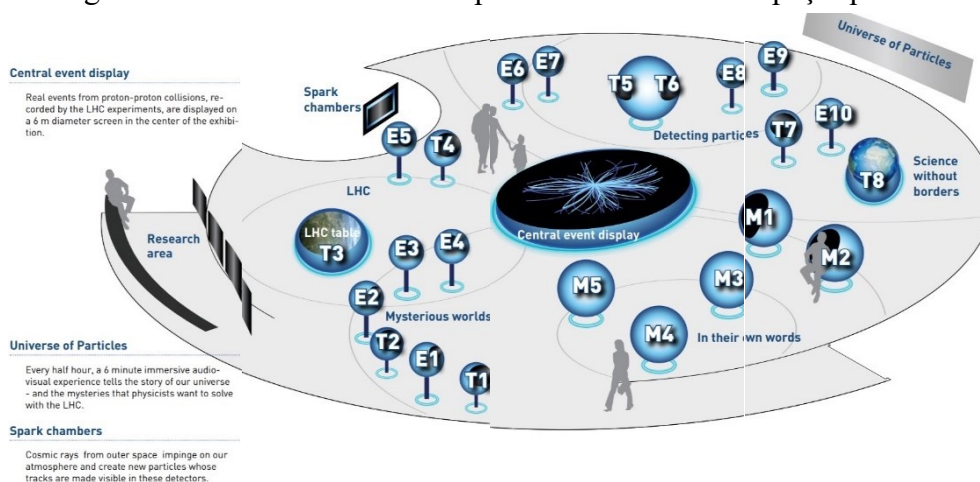 Central event display
Real events from proton-proton collisions, re-
corded by the LHC experiments, are displayed on
a 6 m diameter screen in the center of the exhibi-
tion.
Research
area
Universe of Particles
Every half hour, a 6 minute immersive audio-
visual experience tells the story of our universe
- and the mysteries that physicists want to solve
with the LHC.
Spark chambers
Cosmic rays from outer space impinge on our
atmosphere and create new particles whose
tracks are made visible in these detectors.
Spark
chambers
E5
T4
LHC
LHC table
T3
E3
E4
E2
Mysterious worlds
T2
E1
T1
E6
E7
T5
T6
E8
E9
Detecting particles
T7
E10
T8
Science
without
borders
Universe of Particles
Central event display
M1
M2
M3
M5
M4
In their own words